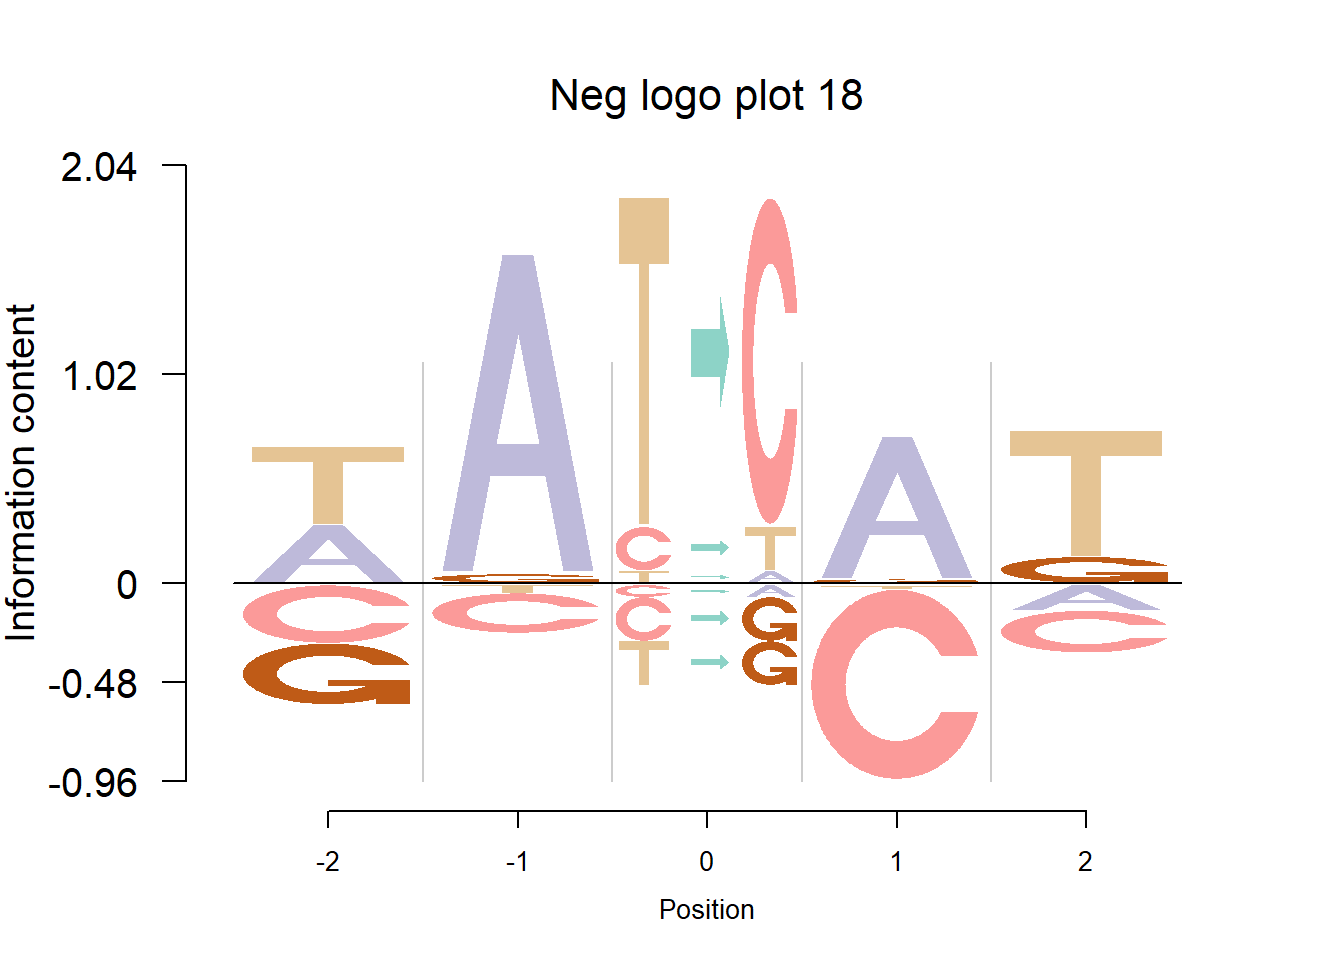 Neg logo plot 18
2.04
1.02
0
-0.48
-0.96
Information content
T A C G
A G T C
T → C
C → T
T → A
C → A
C → G
T → G
A G T C
T G A C
-2 -1 0 1 2
Position